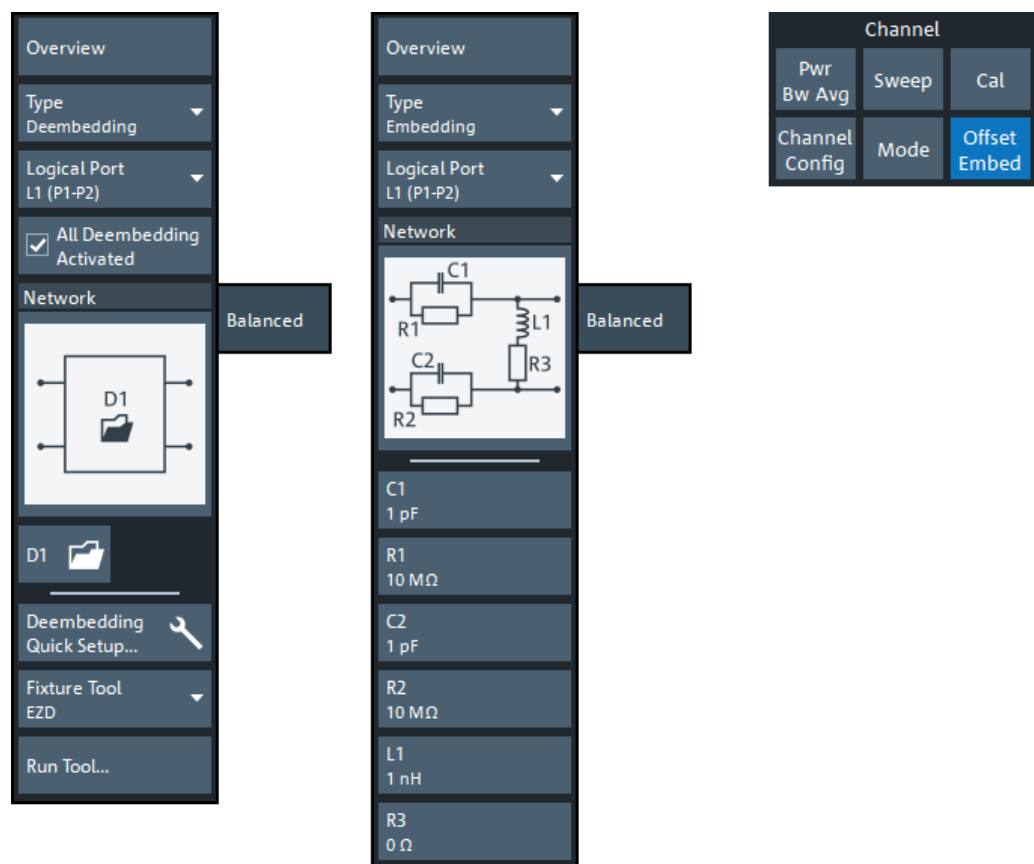 Overview
Type
Deembedding
Logical Port
L1 (P1-P2)
All Deembedding
Activated
Network
D1
D1
Deembedding
Quick Setup...
Fixture Tool
EZD
Run Tool...
Balanced
Overview
Type
Embedding
Logical Port
L1 (P1-P2)
Network
C1
R1
L1
C2
R3
R2
C1
1 pF
R1
10 MΩ
C2
1 pF
R2
10 MΩ
L1
1 nH
R3
0 Ω
Balanced
Channel
Pwr
Bw Avg
Sweep
Cal
Channel
Config
Mode
Offset
Embed